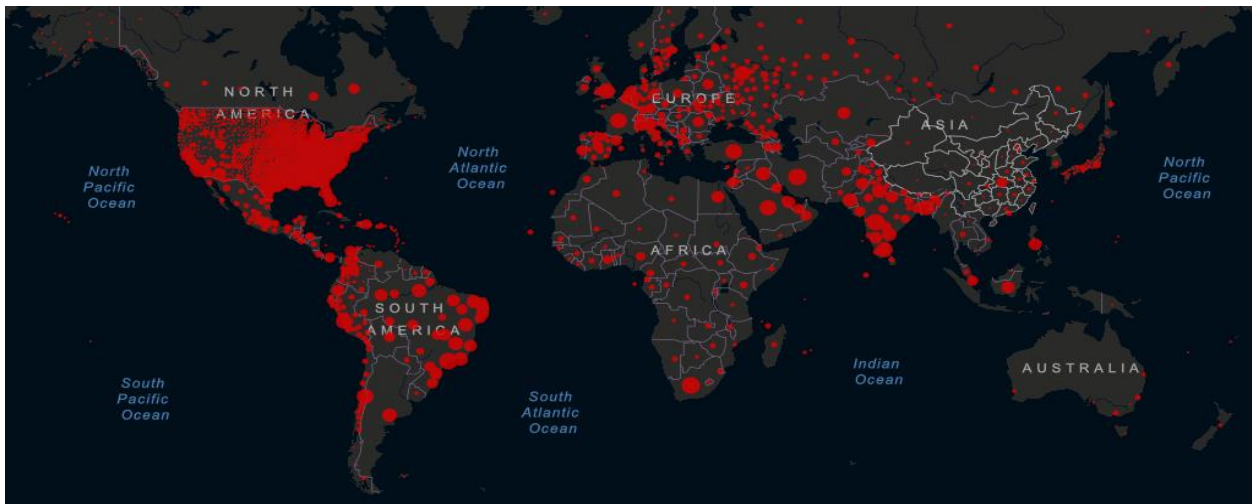 NORTH
AMERICA
EUROPE
ASIA
North
Pacific
Ocean
North
Atlantic
Ocean
North
Pacific
Ocean
AFRICA
SOUTH
AMERICA
Indian
Ocean
AUSTRALIA
South
Pacific
Ocean
South
Atlantic
Ocean